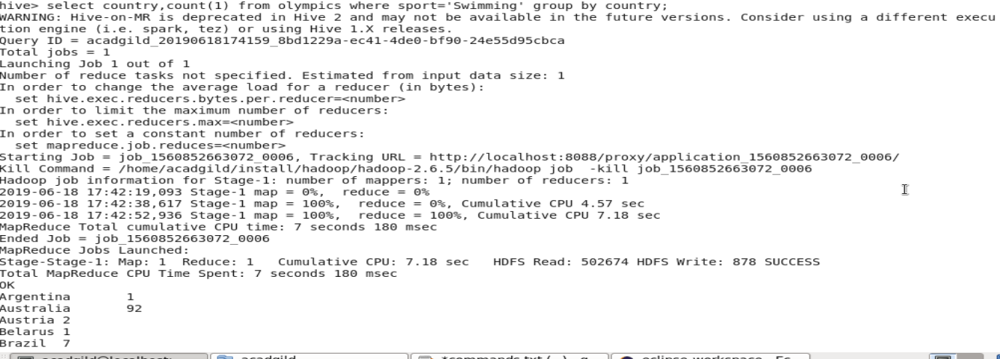 hive> select country,count(1) from olympics where sport='Swimming' group by country;
WARNING: Hive-on-MR is deprecated in Hive 2 and may not be available in the future versions. Consider using a different execu
tion engine (i.e. spark, tez) or using Hive 1.X releases.
Query ID = acadgild_20190618174159_8bd1229a-ec41-4de0-bf90-24e55d95cbca
Total jobs = 1
Launching Job 1 out of 1
Number of reduce tasks not specified. Estimated from input data size: 1
In order to change the average load for a reducer (in bytes):
  set hive.exec.reducers.bytes.per.reducer=<number>
In order to limit the maximum number of reducers:
  set hive.exec.reducers.max=<number>
In order to set a constant number of reducers:
  set mapreduce.job.reduces=<number>
Starting Job = job_1560852663072_0006, Tracking URL = http://localhost:8088/proxy/application_1560852663072_0006/
Kill Command = /home/acadgild/install/hadoop/hadoop-2.6.5/bin/hadoop job  -kill job_1560852663072_0006
Hadoop job information for Stage-1: number of mappers: 1; number of reducers: 1
2019-06-18 17:42:19,093 Stage-1 map = 0%,  reduce = 0%
2019-06-18 17:42:38,617 Stage-1 map = 100%,  reduce = 0%, Cumulative CPU 4.57 sec
2019-06-18 17:42:52,936 Stage-1 map = 100%,  reduce = 100%, Cumulative CPU 7.18 sec
MapReduce Total cumulative CPU time: 7 seconds 180 msec
Ended Job = job_1560852663072_0006
MapReduce Jobs Launched:
Stage-Stage-1: Map: 1  Reduce: 1   Cumulative CPU: 7.18 sec   HDFS Read: 502674 HDFS Write: 878 SUCCESS
Total MapReduce CPU Time Spent: 7 seconds 180 msec
OK
Argentina       1
Australia       92
Austria 2
Belarus 1
Brazil  7